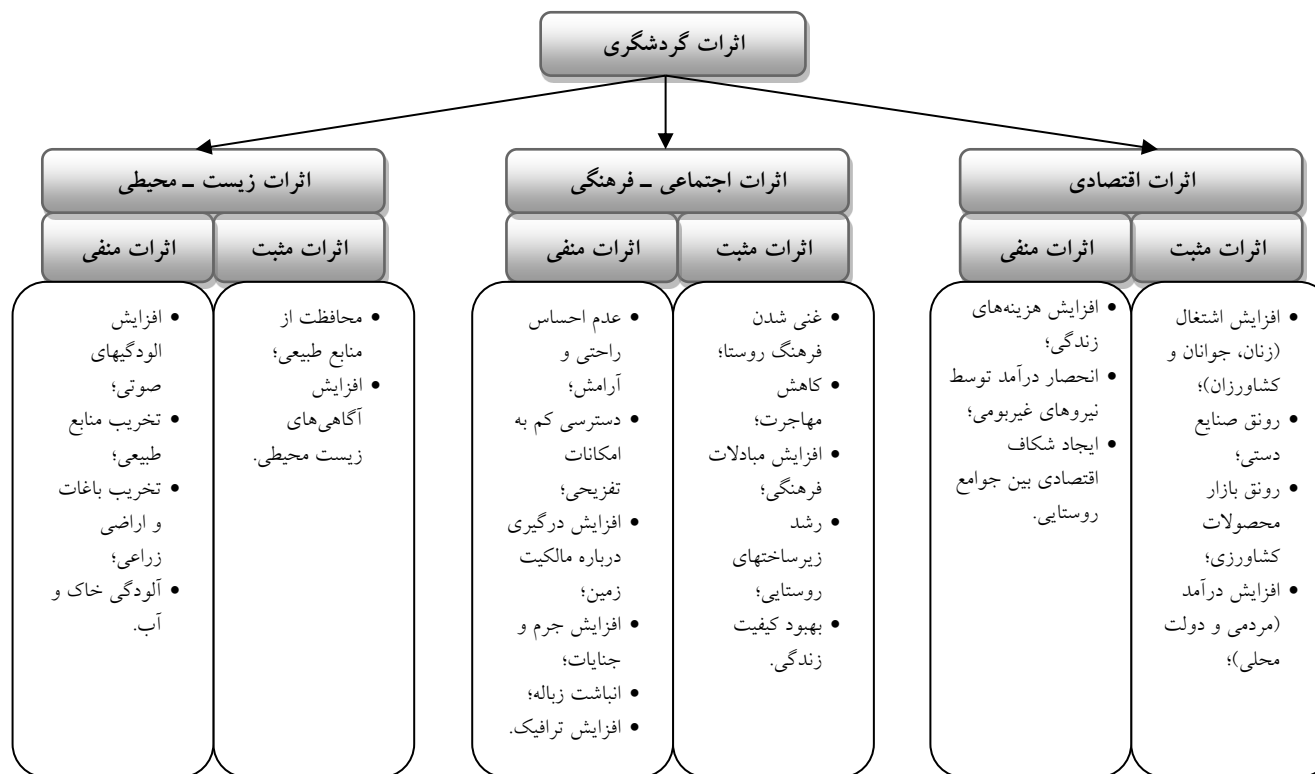 اثرات گردشگری
اثرات اقتصادی
اثرات مثبت
افزایش اشتغال
(زنان، جوانان و
کشاورزان)؛
رونق صنایع
دستی؛
رونق بازار
محصولات
کشاورزی؛
افزایش درآمد
(مردمی و دولت
محلی)؛
اثرات منفی
افزایش هزینه‌های
زندگی؛
انحصار درآمد توسط
نیروهای غیربومی؛
ایجاد شکاف
اقتصادی بین جوامع
روستایی.
اثرات اجتماعی ـ فرهنگی
اثرات مثبت
غنی شدن
فرهنگ روستا؛
کاهش
مهاجرت؛
افزایش مبادلات
فرهنگی؛
رشد
زیرساختهای
روستایی؛
بهبود کیفیت
زندگی.
اثرات منفی
عدم احساس
راحتی و
آرامش؛
دسترسی کم به
امکانات
تفزیحی؛
افزایش درگیری
درباره مالکیت
زمین؛
افزایش جرم و
جنایات؛
انباشت زباله؛
افزایش ترافیک.
اثرات زیست ـ محیطی
اثرات مثبت
محافظت از
منابع طبیعی؛
افزایش
آگاهی‌های
زیست محیطی.
اثرات منفی
افزایش
الودگیهای
صوتی؛
تخریب منابع
طبیعی؛
تخریب باغات
و اراضی
زراعی؛
آلودگی خاک و
آب.